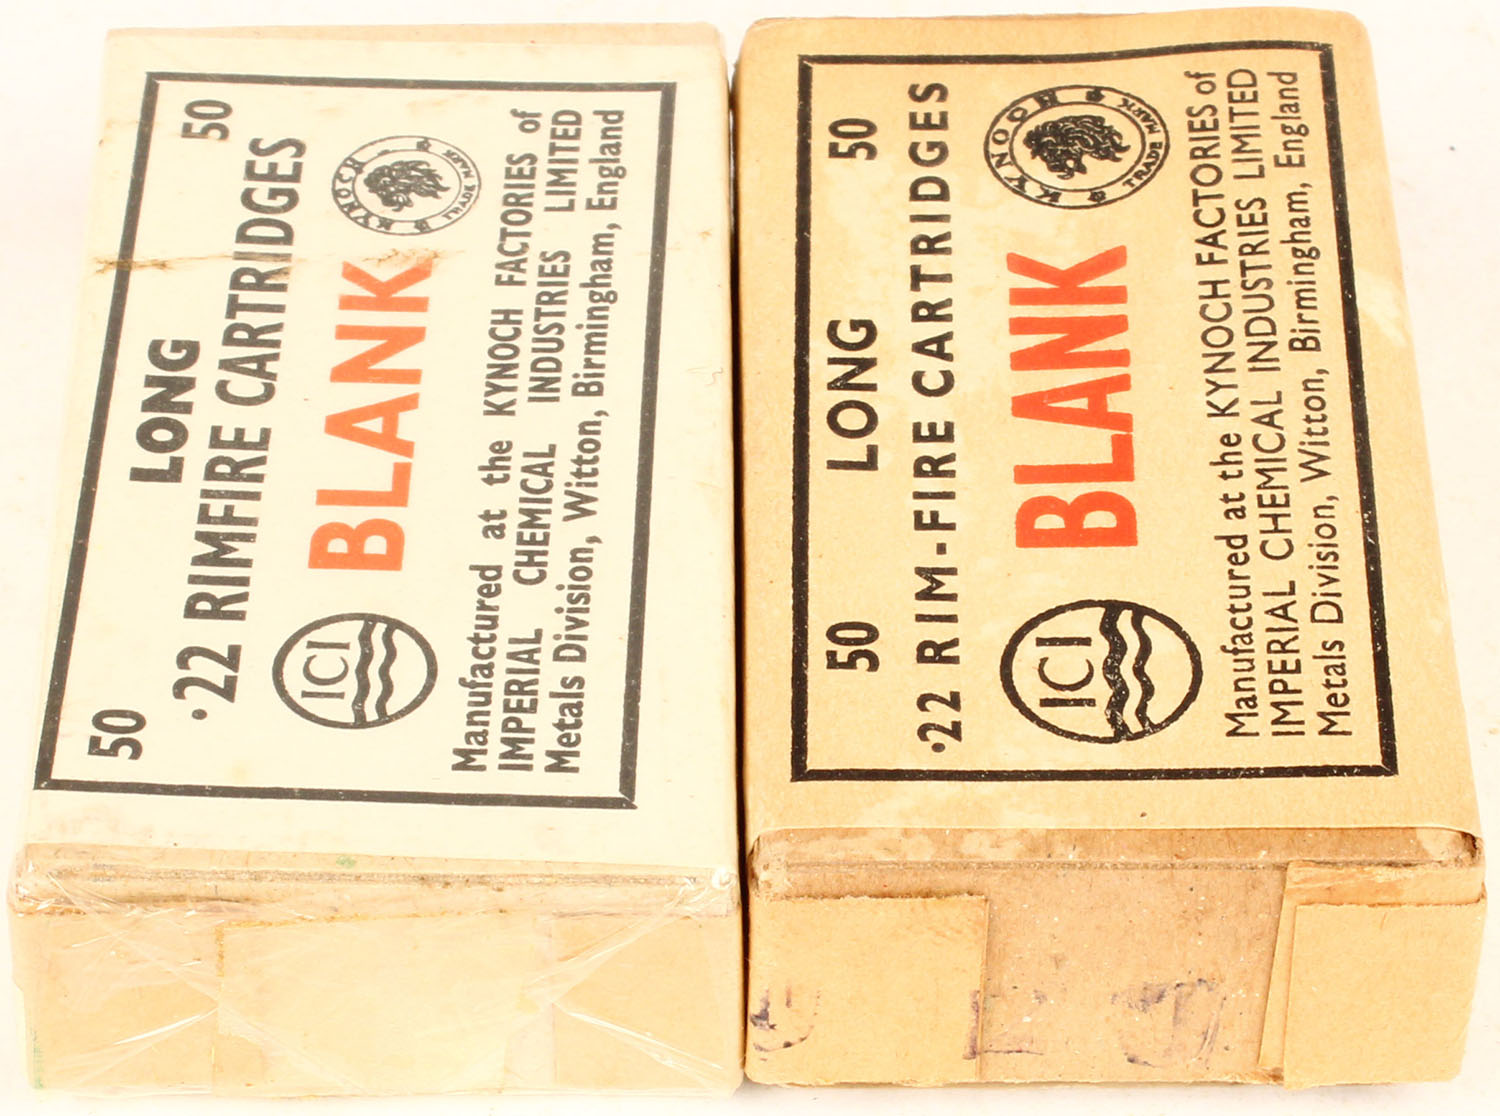 50 LONG 50
.22 RIMFIRE CARTRIDGES
ICI BLANK KYNOCH TRADE MARK
Manufactured at the KYNOCH FACTORIES of
IMPERIAL CHEMICAL INDUSTRIES LIMITED
Metals Division, Witton, Birmingham, England
50 LONG 50
.22 RIM-FIRE CARTRIDGES
ICI BLANK KYNOCH TRADE MARK
Manufactured at the KYNOCH FACTORIES of
IMPERIAL CHEMICAL INDUSTRIES LIMITED
Metals Division, Witton, Birmingham, England